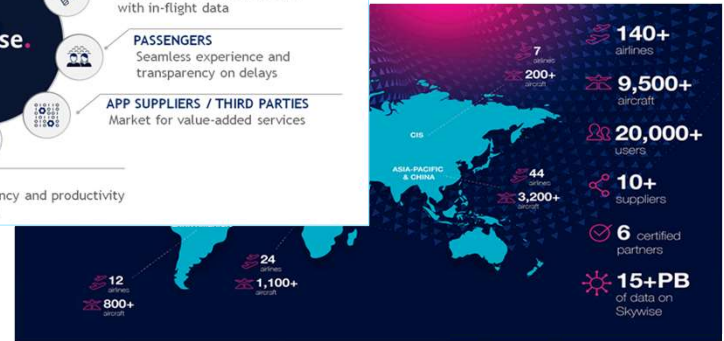 with in-flight data
se.
PASSENGERS
Seamless experience and
transparency on delays
APP SUPPLIERS / THIRD PARTIES
Market for value-added services
ncy and productivity
7
airlines
200+
aircraft
CIS
ASIA-PACIFIC
& CHINA
44
airlines
3,200+
aircraft
24
airlines
1,100+
aircraft
12
airlines
800+
aircraft
140+
airlines
9,500+
aircraft
20,000+
users
10+
suppliers
6 certified
partners
15+PB
of data on
Skywise